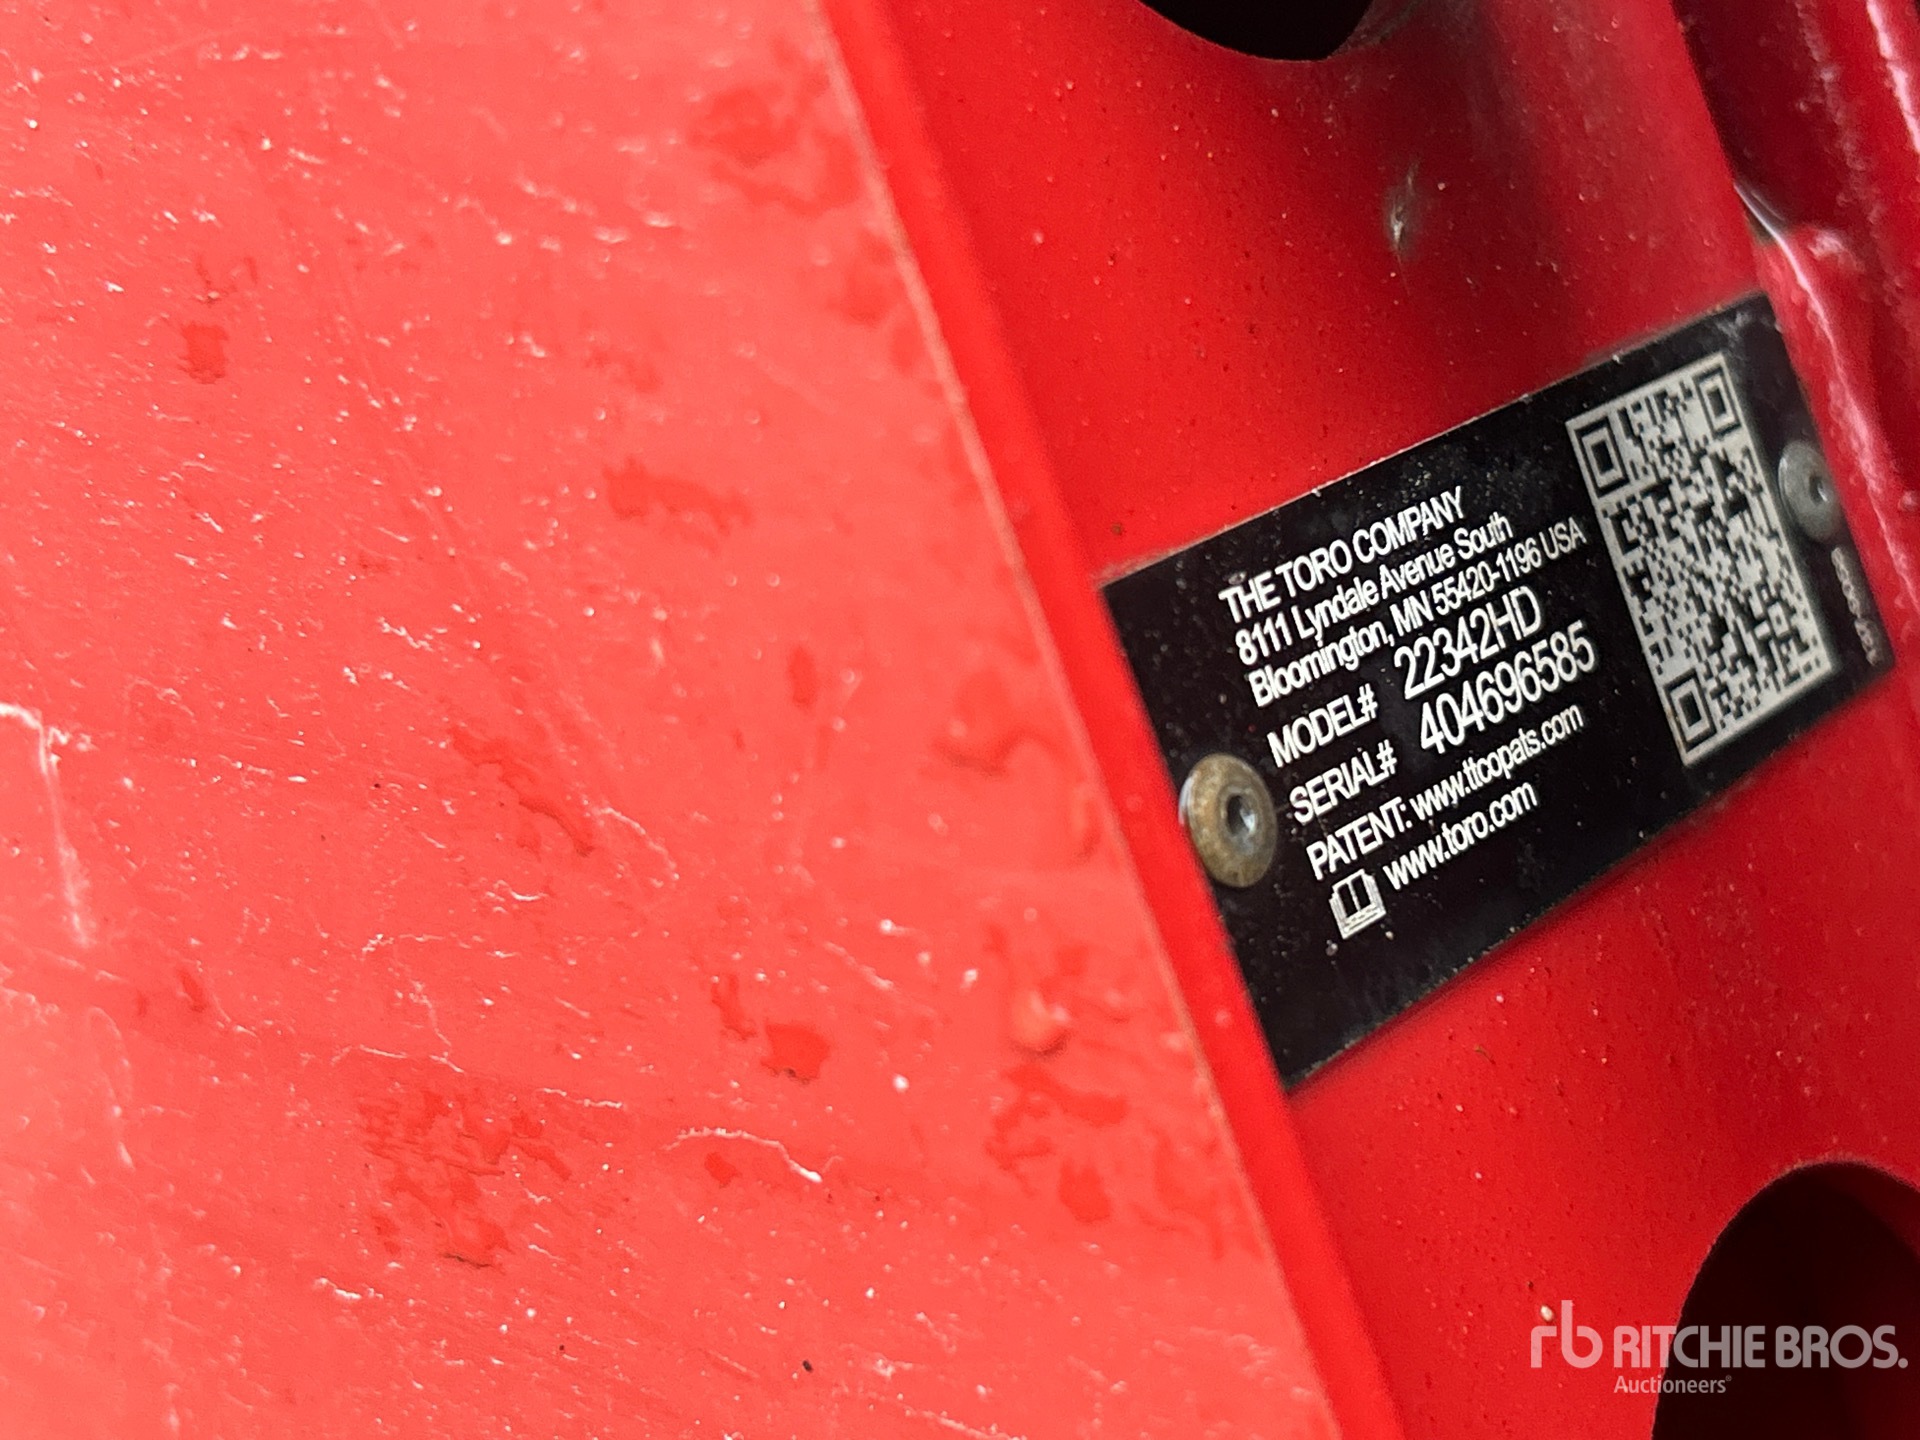 THE TORO COMPANY
8111 Lyndale Avenue South
Bloomington, MN 55420-1196 USA
MODEL# 22342HD
SERIAL# 404696585
PATENT: www.ttcopats.com
www.toro.com
rb RITCHIE BROS.
Auctioneers